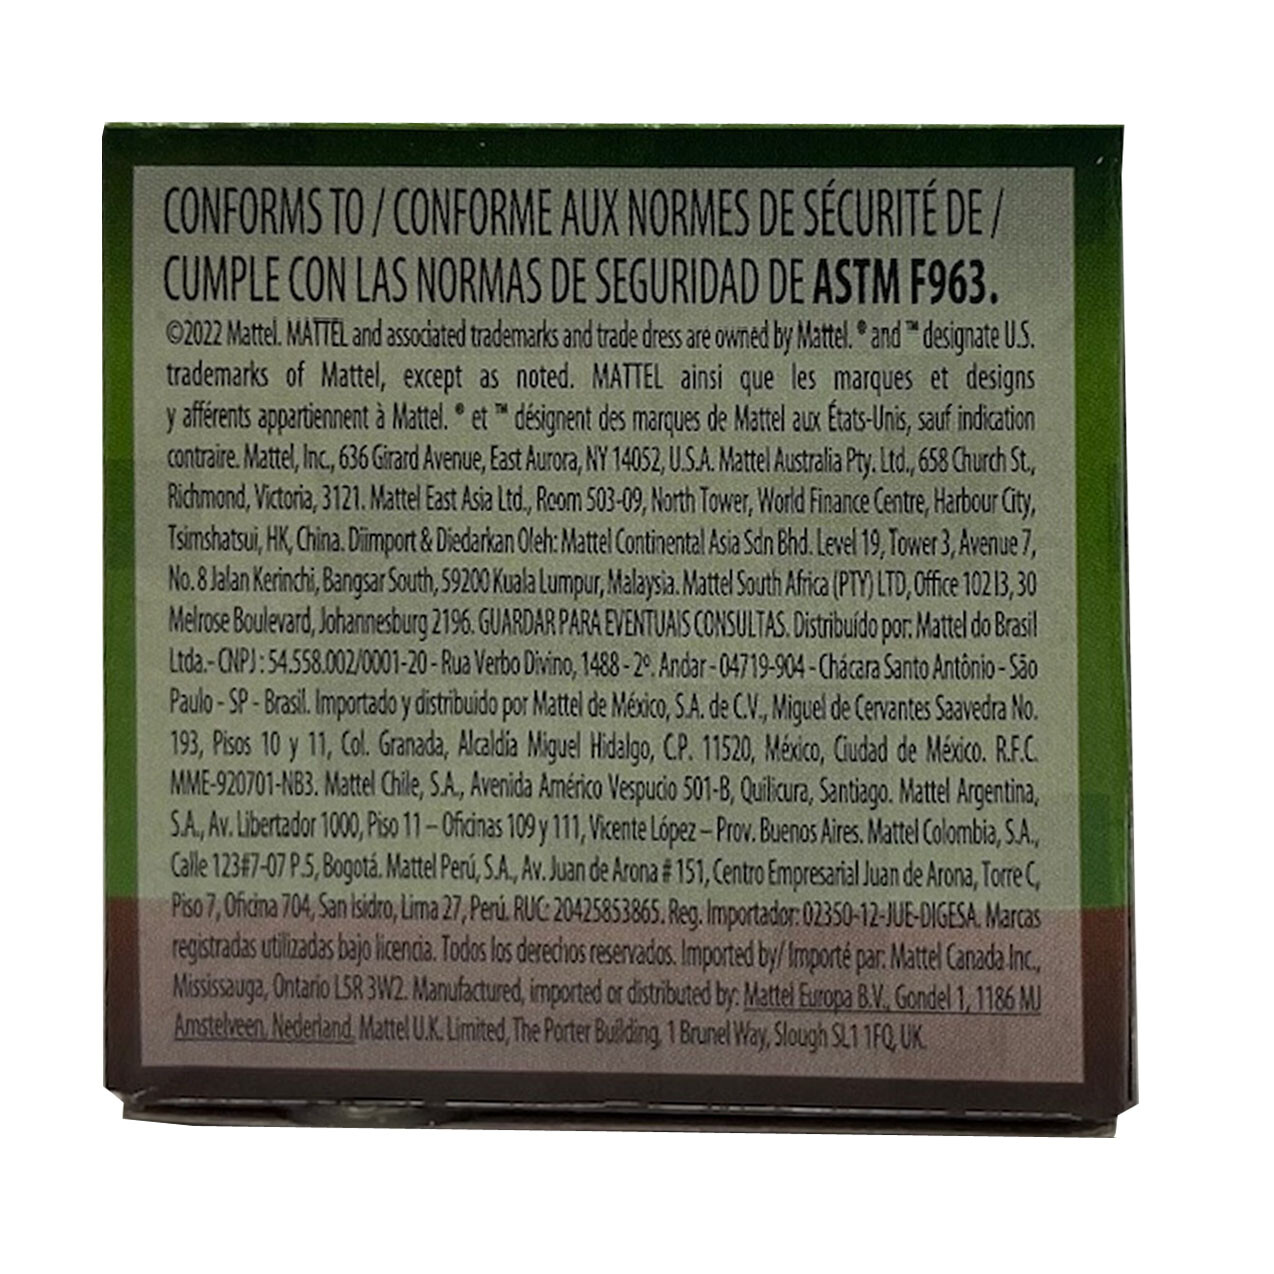 CONFORMS TO / CONFORME AUX NORMES DE SÉCURITÉ DE /
CUMPLE CON LAS NORMAS DE SEGURIDAD DE ASTM F963.
©2022 Mattel. MATTEL and associated trademarks and trade dress are owned by Mattel. ® and ™ designate U.S.
trademarks of Mattel, except as noted. MATTEL ainsi que les marques et designs
y afférents appartiennent à Mattel. ® et ™ désignent des marques de Mattel aux États-Unis, sauf indication
contraire. Mattel, Inc., 636 Girard Avenue, East Aurora, NY 14052, U.S.A. Mattel Australia Pty. Ltd., 658 Church St.,
Richmond, Victoria, 3121. Mattel East Asia Ltd., Room 503-09, North Tower, World Finance Centre, Harbour City,
Tsimshatsui, HK, China. Diimport & Diedarkan Oleh: Mattel Continental Asia Sdn Bhd. Level 19, Tower 3, Avenue 7,
No. 8 Jalan Kerinchi, Bangsar South, 59200 Kuala Lumpur, Malaysia. Mattel South Africa (PTY) LTD, Office 102I3, 30
Melrose Boulevard, Johannesburg 2196. GUARDAR PARA EVENTUAIS CONSULTAS. Distribuído por: Mattel do Brasil
Ltda.- CNPJ : 54.558.002/0001-20 - Rua Verbo Divino, 1488 - 2º. Andar - 04719-904 - Chácara Santo Antônio - São
Paulo - SP - Brasil. Importado y distribuido por Mattel de México, S.A. de C.V., Miguel de Cervantes Saavedra No.
193, Pisos 10 y 11, Col. Granada, Alcaldía Miguel Hidalgo, C.P. 11520, México, Ciudad de México. R.F.C.
MME-920701-NB3. Mattel Chile, S.A., Avenida Américo Vespucio 501-B, Quilicura, Santiago. Mattel Argentina,
S.A., Av. Libertador 1000, Piso 11 – Oficinas 109 y 111, Vicente López – Prov. Buenos Aires. Mattel Colombia, S.A.,
Calle 123#7-07 P.5, Bogotá. Mattel Perú, S.A., Av. Juan de Arona # 151, Centro Empresarial Juan de Arona, Torre C,
Piso 7, Oficina 704, San Isidro, Lima 27, Perú. RUC: 20425853865. Reg. Importador: 02350-12-JUE-DIGESA. Marcas
registradas utilizadas bajo licencia. Todos los derechos reservados. Imported by/ Importé par: Mattel Canada Inc.,
Mississauga, Ontario L5R 3W2. Manufactured, imported or distributed by: Mattel Europa B.V., Gondel 1, 1186 MJ
Amstelveen, Nederland. Mattel U.K. Limited, The Porter Building, 1 Brunel Way, Slough SL1 1FQ, UK.